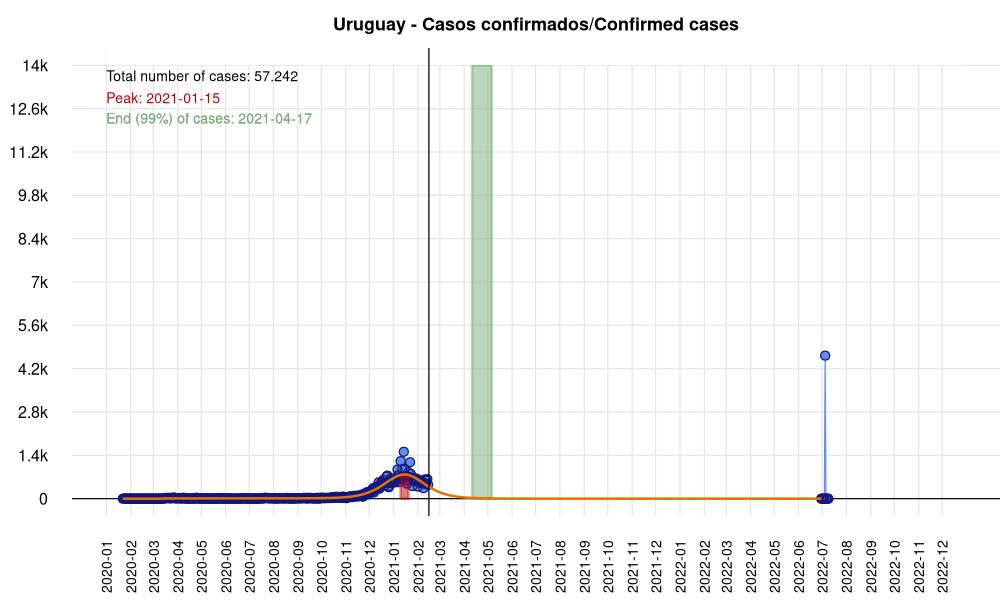 Uruguay - Casos confirmados/Confirmed cases
Total number of cases: 57.242
Peak: 2021-01-15
End (99%) of cases: 2021-04-17
14k
12.6k
11.2k
9.8k
8.4k
7k
5.6k
4.2k
2.8k
1.4k
0
2020-01
2020-02
2020-03
2020-04
2020-05
2020-06
2020-07
2020-08
2020-09
2020-10
2020-11
2020-12
2021-01
2021-02
2021-03
2021-04
2021-05
2021-06
2021-07
2021-08
2021-09
2021-10
2021-11
2021-12
2022-01
2022-02
2022-03
2022-04
2022-05
2022-06
2022-07
2022-08
2022-09
2022-10
2022-11
2022-12